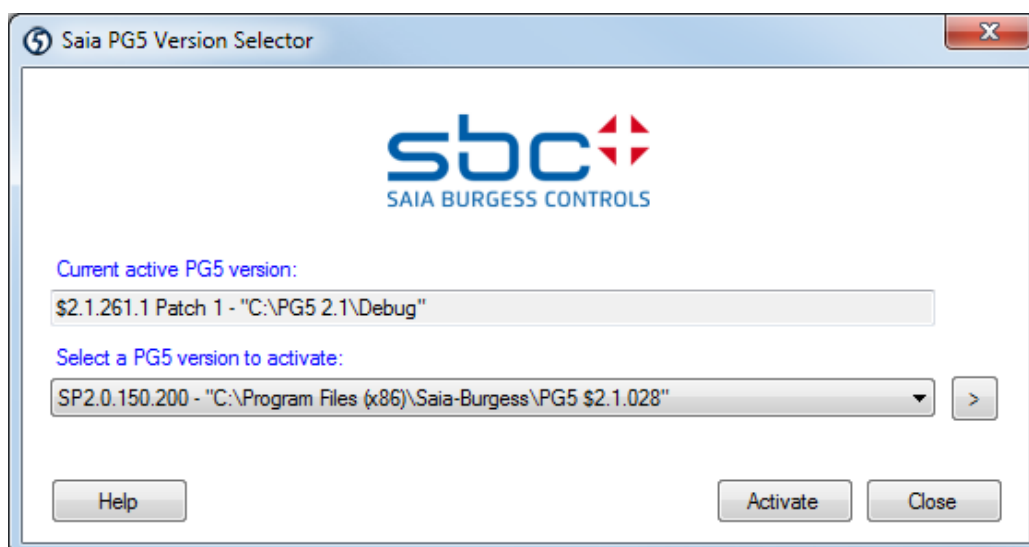 Saia PG5 Version Selector
sbc
SAIA BURGESS CONTROLS
Current active PG5 version:
$2.1.261.1 Patch 1 - "C:\PG5 2.1\Debug"
Select a PG5 version to activate:
SP2.0.150.200 - "C:\Program Files (x86)\Saia-Burgess\PG5 $2.1.028"
>
Help
Activate
Close